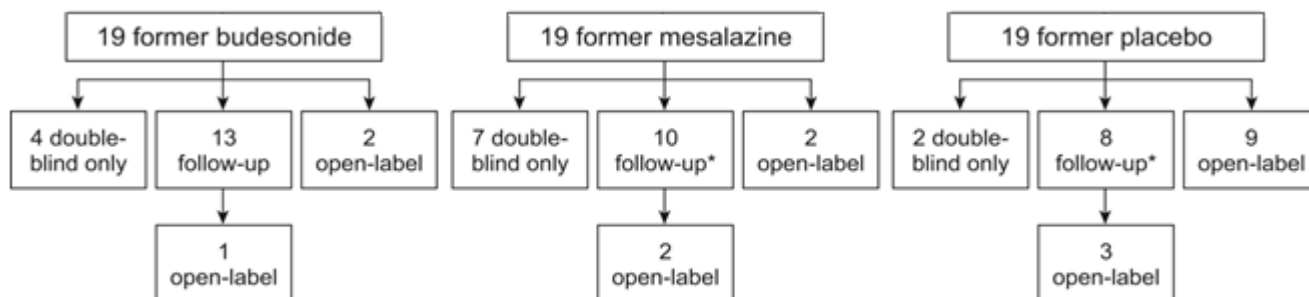 19 former budesonide
19 former mesalazine
19 former placebo
4 double-
blind only
13
follow-up
2
open-label
7 double-
blind only
10
follow-up*
2
open-label
2 double-
blind only
8
follow-up*
9
open-label
1
open-label
2
open-label
3
open-label